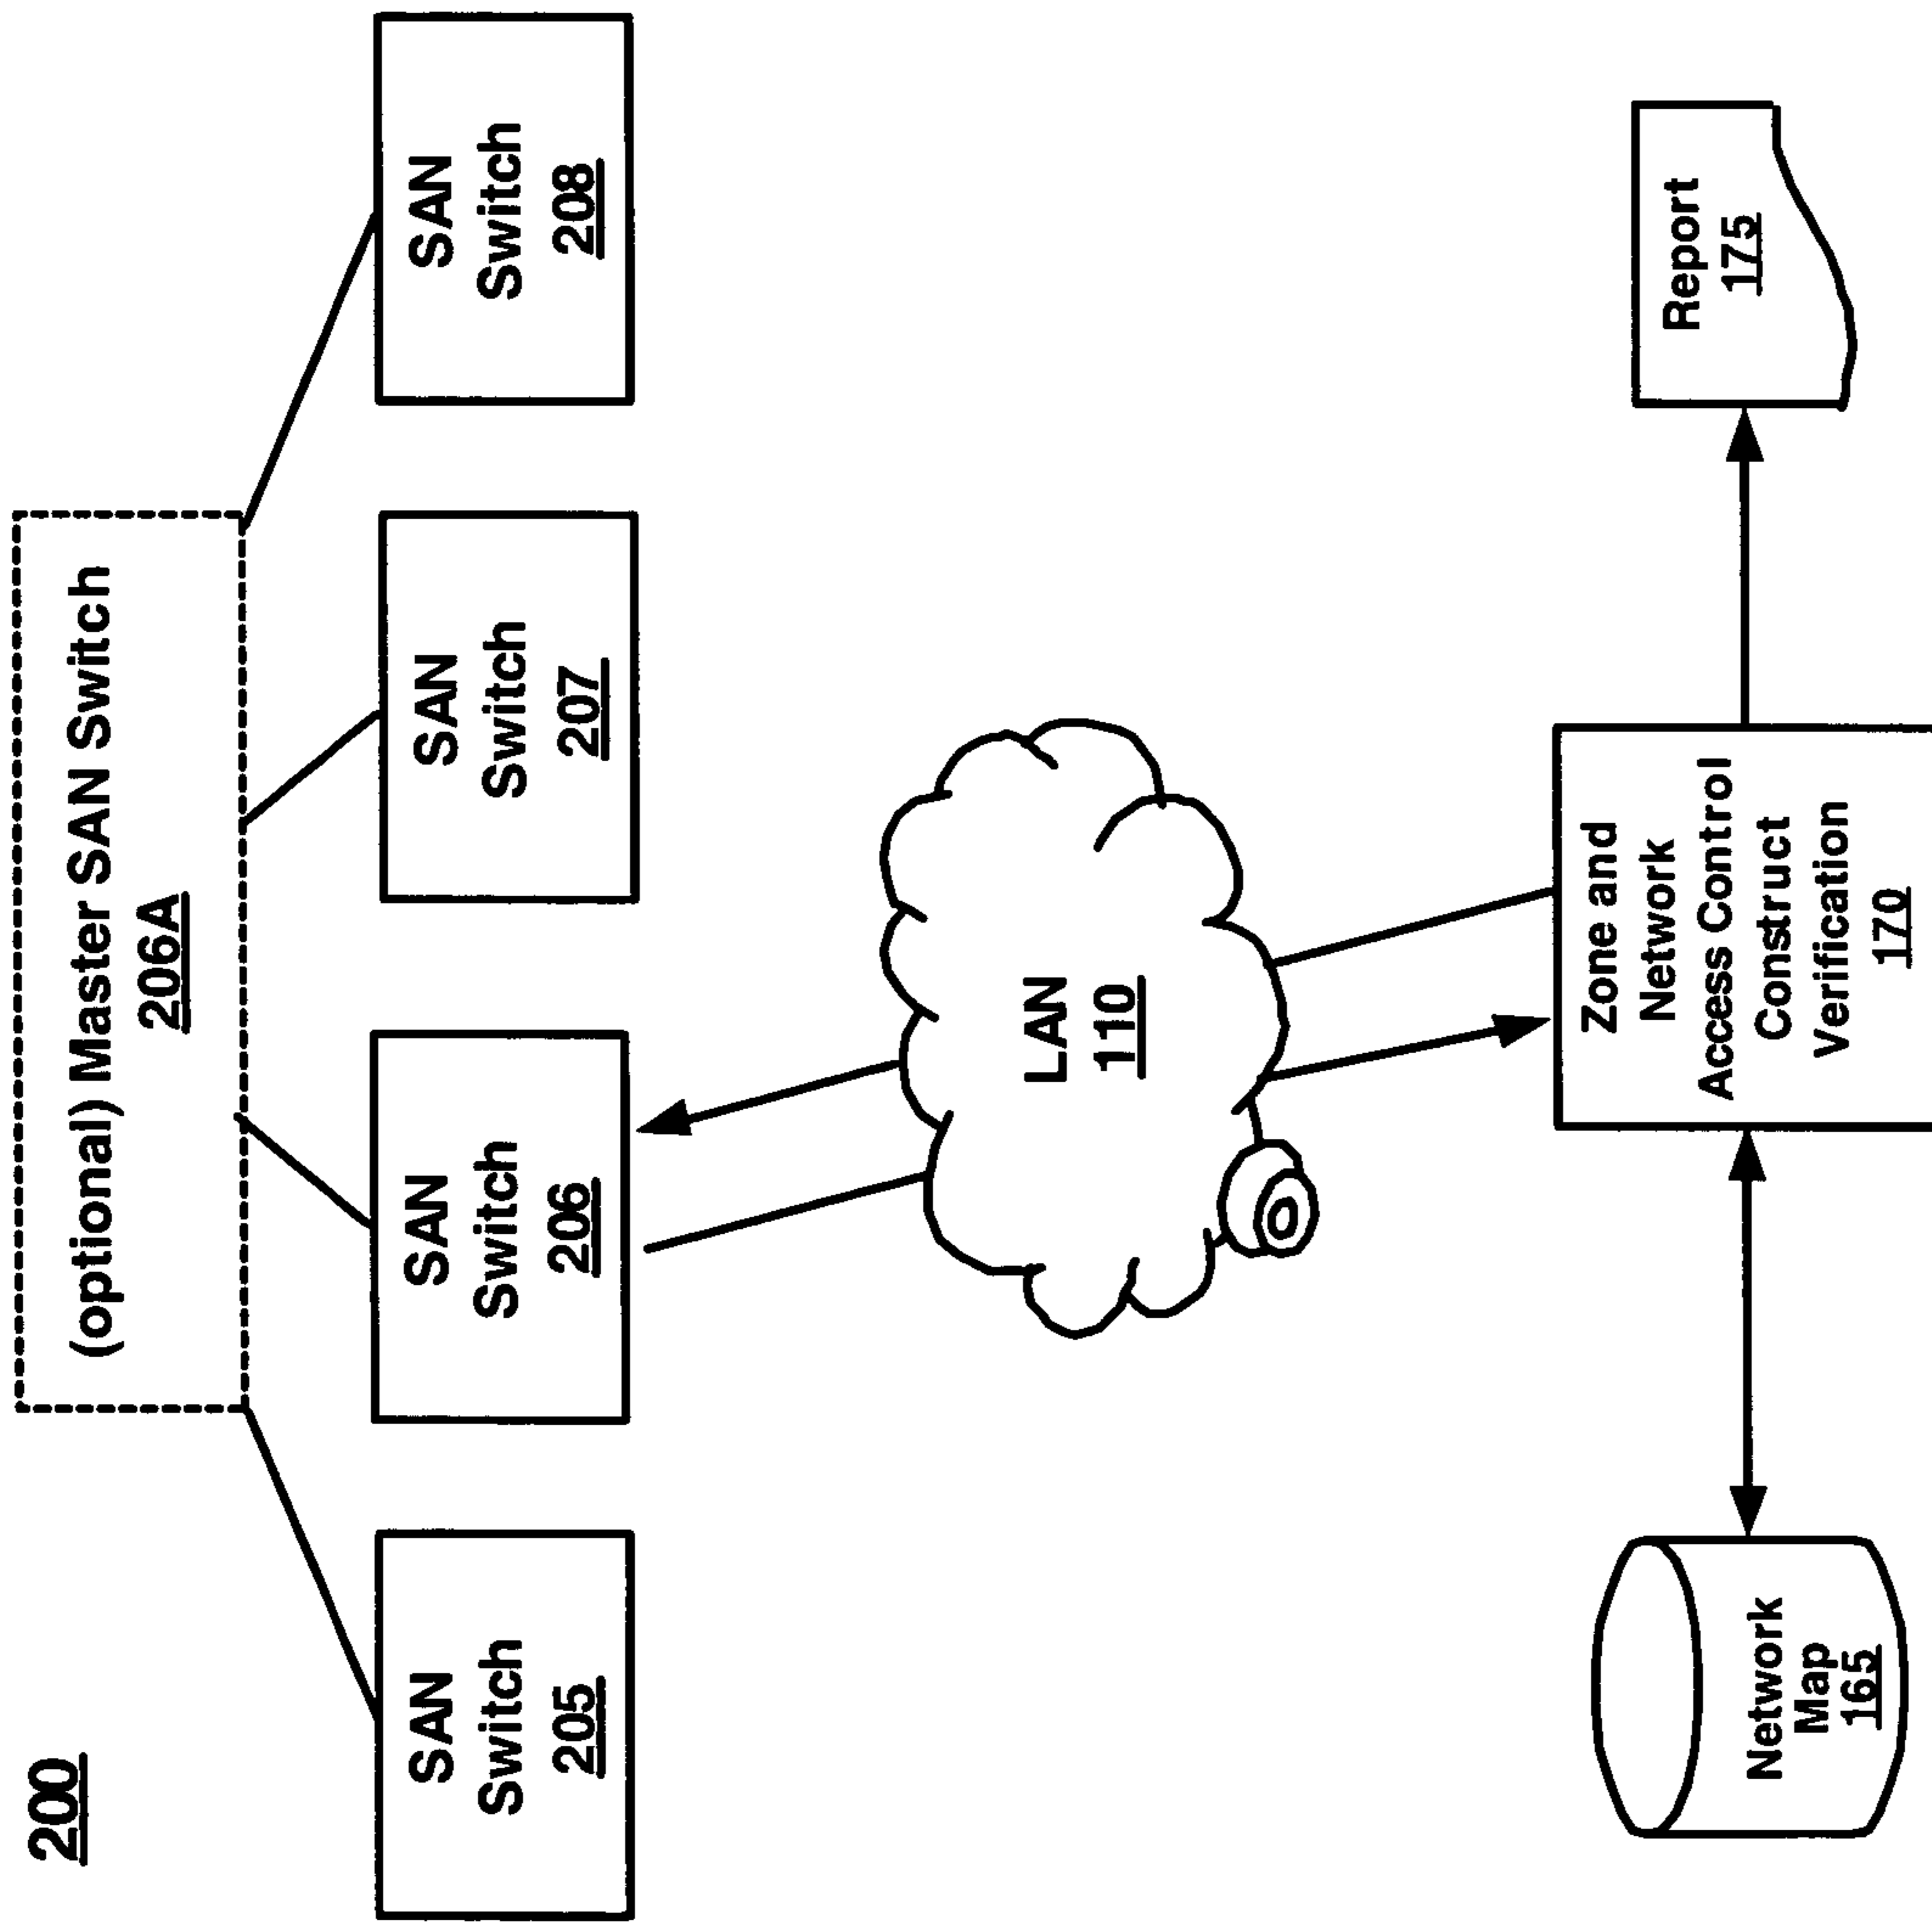 200
(optional) Master SAN Switch
206A
SAN
Switch
205
SAN
Switch
206
SAN
Switch
207
SAN
Switch
208
LAN
110
Network
Map
165
Zone and
Network
Access Control
Construct
Verification
170
Report
175